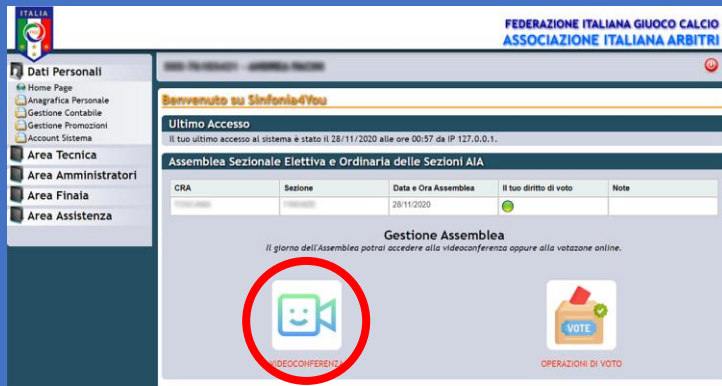 ITALIA
FIGC
FEDERAZIONE ITALIANA GIUOCO CALCIO
ASSOCIAZIONE ITALIANA ARBITRI
Dati Personali
Home Page
Anagrafica Personale
Gestione Contabile
Gestione Promozioni
Account Sistema
Area Tecnica
Area Amministratori
Area Finaia
Area Assistenza
Benvenuto su Sinfonia4You
Ultimo Accesso
Il tuo ultimo accesso al sistema è stato il 28/11/2020 alle ore 00:57 da IP 127.0.0.1.
Assemblea Sezionale Elettiva e Ordinaria delle Sezioni AIA
CRA Sezione Data e Ora Assemblea Il tuo diritto di voto Note
28/11/2020
Gestione Assemblea
Il giorno dell'Assemblea potrai accedere alla videoconferenza oppure alla votazone online.
VOTE
VIDEOCONFERENZA
OPERAZIONI DI VOTO